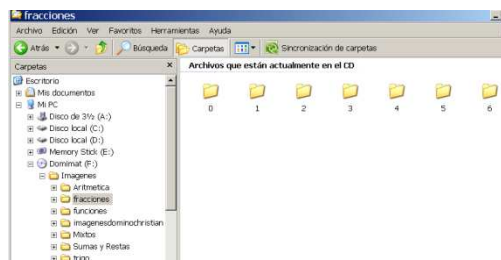 fracciones
Archivo Edición Ver Favoritos Herramientas Ayuda
Atrás Búsqueda Carpetas Sincronización de carpetas
Carpetas × Archivos que están actualmente en el CD
Escritorio
Mis documentos
Mi PC
Disco de 3½ (A:)
Disco local (C:)
Disco local (D:)
Memory Stick (E:)
Domimat (F:)
Imagenes
Aritmetica
fracciones
funciones
imagenesdominochristian
Mixtos
Sumas y Restas
trigo
0 1 2 3 4 5 6